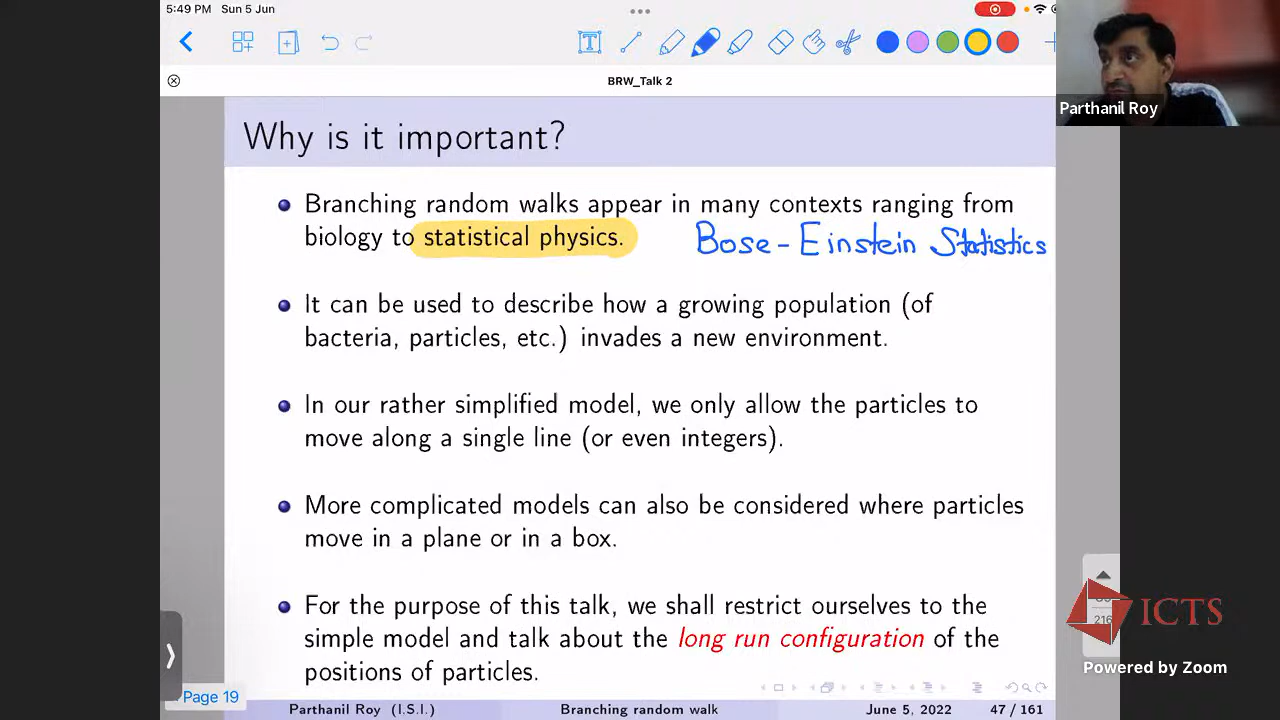 5:49 PM Sun 5 Jun
BRW_Talk 2
Parthanil Roy
Why is it important?
Branching random walks appear in many contexts ranging from
biology to statistical physics. Bose-Einstein Statistics
It can be used to describe how a growing population (of
bacteria, particles, etc.) invades a new environment.
In our rather simplified model, we only allow the particles to
move along a single line (or even integers).
More complicated models can also be considered where particles
move in a plane or in a box.
For the purpose of this talk, we shall restrict ourselves to the
simple model and talk about the long run configuration of the
positions of particles.
216
ICTS
Powered by Zoom
Page 19
Parthanil Roy (I.S.I.) Branching random walk June 5, 2022 47 / 161